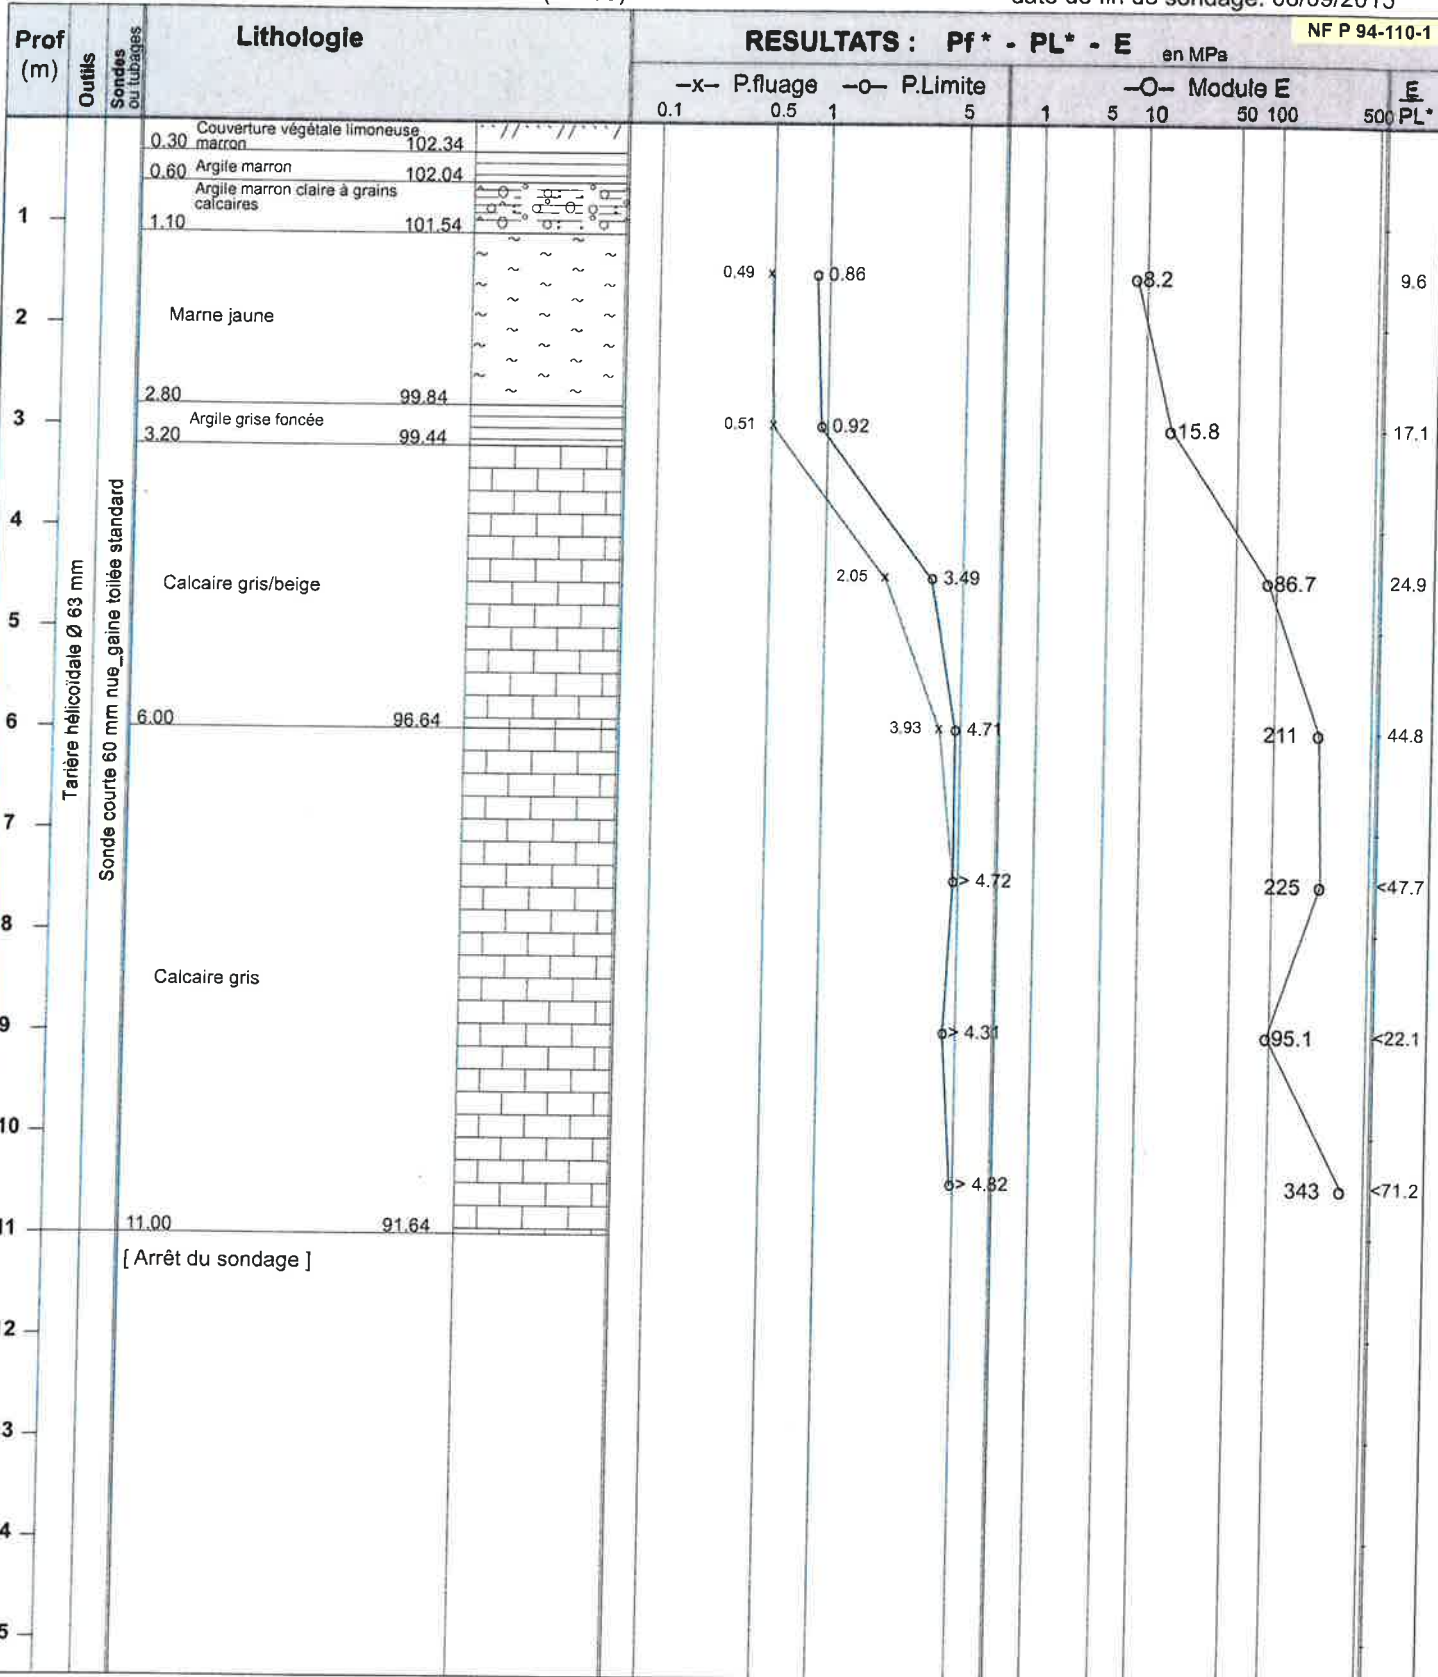 Prof
(m)
Outils
Sondes
ou tubages
Lithologie
RESULTATS : Pf* - PL* - E en MPa
NF P 94-110-1
–x– P.fluage –o– P.Limite
–O– Module E
E
PL*
0.1 0.5 1 5 1 5 10 50 100 500
Couverture végétale limoneuse
0.30 marron 102.34
0.60 Argile marron 102.04
Argile marron claire à grains
calcaires
1
1.10 101.54
0.49 x o 0.86 o 8.2 9.6
2
Marne jaune
2.80 99.84
3
Argile grise foncée
0.51 x o 0.92 o 15.8 17.1
3.20 99.44
4
Calcaire gris/beige
2.05 x o 3.49 o 86.7 24.9
5
Tarière hélicoïdale Ø 63 mm
Sonde courte 60 mm nue_gaine toilée standard
6
6.00 96.64
3.93 x o 4.71 211 o 44.8
7
o > 4.72 225 o <47.7
8
Calcaire gris
9
o > 4.31 o 95.1 <22.1
10
o > 4.82 343 o <71.2
11
11.00 91.64
[ Arrêt du sondage ]
2
3
4
5